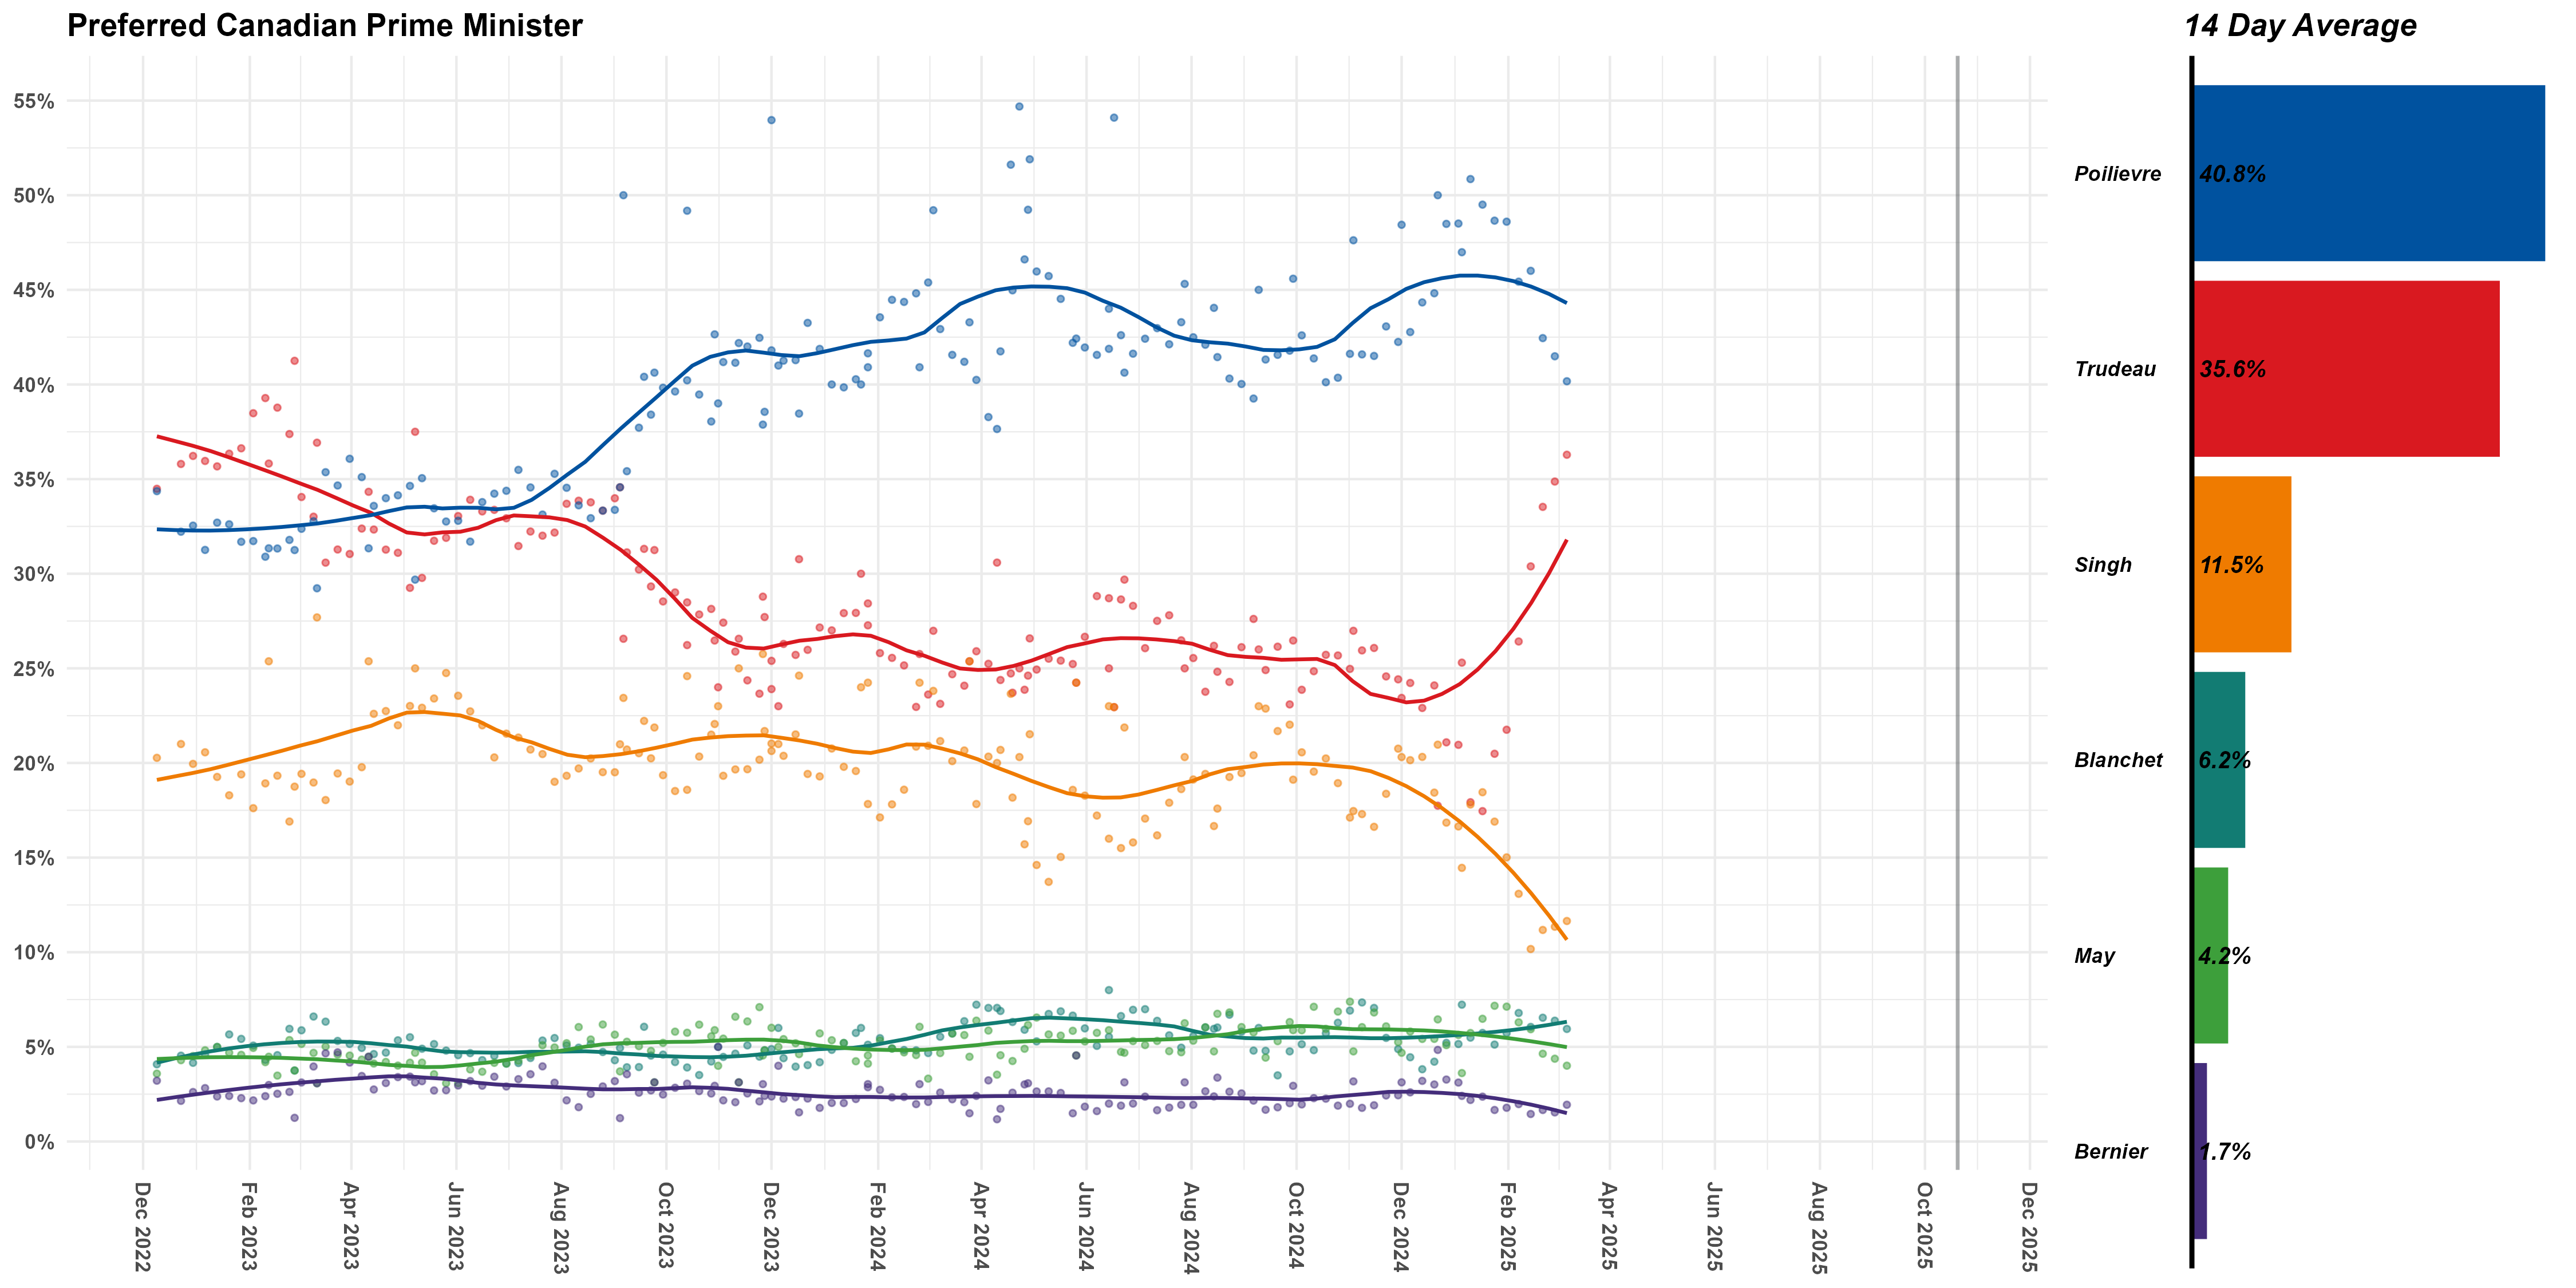 Preferred Canadian Prime Minister
14 Day Average
55%
50%
45%
40%
35%
30%
25%
20%
15%
10%
5%
0%
Dec 2022
Feb 2023
Apr 2023
Jun 2023
Aug 2023
Oct 2023
Dec 2023
Feb 2024
Apr 2024
Jun 2024
Aug 2024
Oct 2024
Dec 2024
Feb 2025
Apr 2025
Jun 2025
Aug 2025
Oct 2025
Dec 2025
Poilievre 40.8%
Trudeau 35.6%
Singh 11.5%
Blanchet 6.2%
May 4.2%
Bernier 1.7%